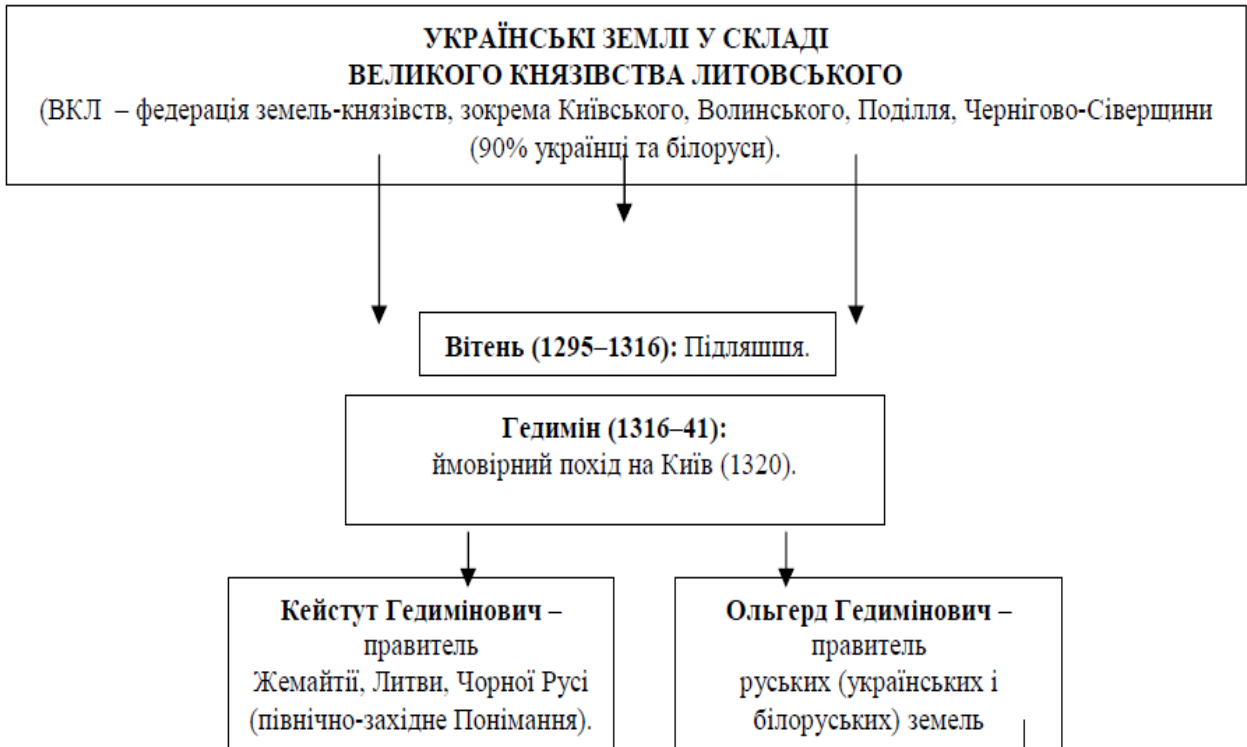 УКРАЇНСЬКІ ЗЕМЛІ У СКЛАДІ
ВЕЛИКОГО КНЯЗІВСТВА ЛИТОВСЬКОГО
(ВКЛ – федерація земель-князівств, зокрема Київського, Волинського, Поділля, Чернігово-Сіверщини
(90% українці та білоруси).
Вітень (1295–1316): Підляшшя.
Гедимін (1316–41):
ймовірний похід на Київ (1320).
Кейстут Гедимінович –
правитель
Жемайтії, Литви, Чорної Русі
(північно-західне Понімання).
Ольгерд Гедимінович –
правитель
руських (українських і
білоруських) земель